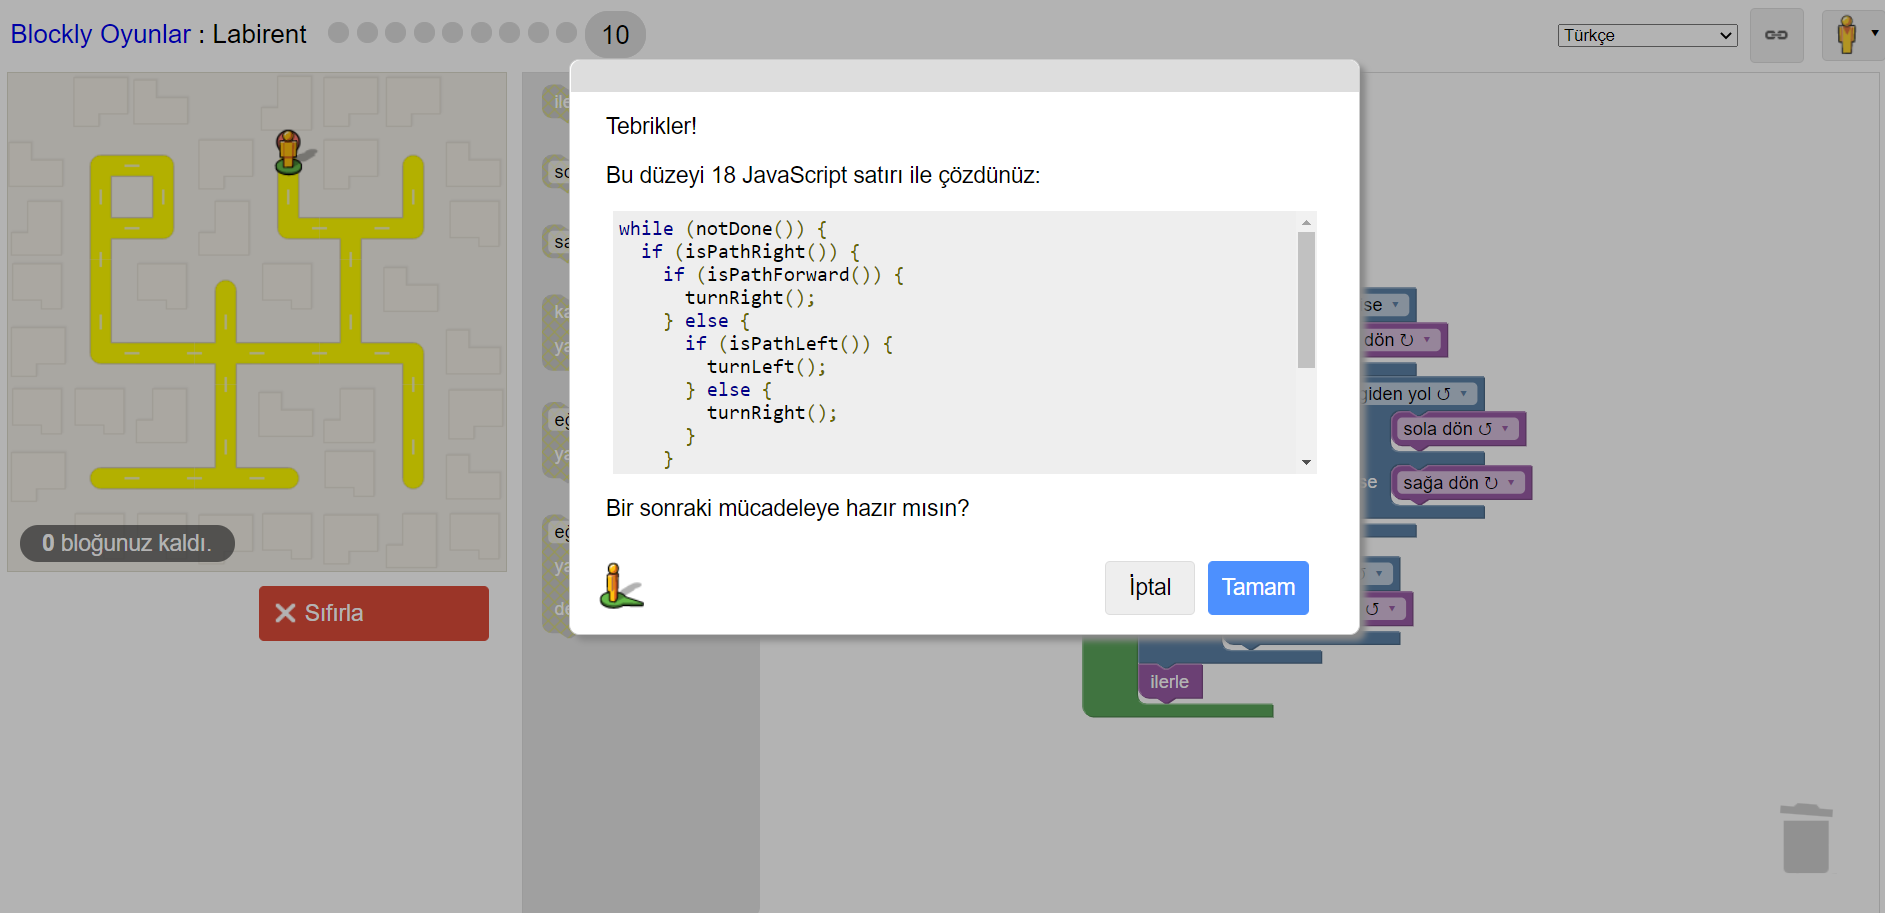 Blockly Oyunlar : Labirent 10
Türkçe
Tebrikler!
Bu düzeyi 18 JavaScript satırı ile çözdünüz:
while (notDone()) {
if (isPathRight()) {
if (isPathForward()) {
turnRight();
} else {
if (isPathLeft()) {
turnLeft();
} else {
turnRight();
}
}
Bir sonraki mücadeleye hazır mısın?
İptal
Tamam
0 bloğunuz kaldı.
Sıfırla
dön ↻
giden yol ↺
sola dön ↺
sağa dön ↻
↺
ilerle